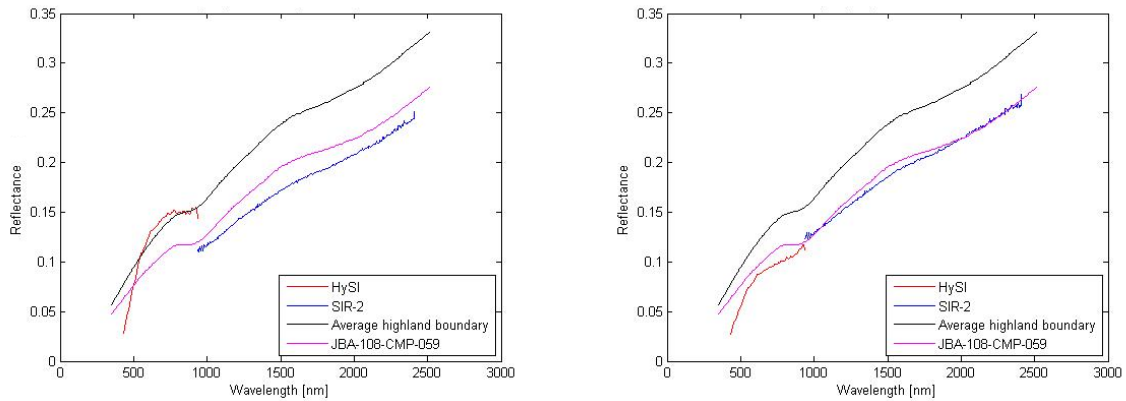 0.35
0.3
0.25
0.2
0.15
0.1
0.05
0
Reflectance
0
500
1000
1500
2000
2500
3000
Wavelength [nm]
HySI
SIR-2
Average highland boundary
JBA-108-CMP-059
0.35
0.3
0.25
0.2
0.15
0.1
0.05
0
Reflectance
0
500
1000
1500
2000
2500
3000
Wavelength [nm]
HySI
SIR-2
Average highland boundary
JBA-108-CMP-059